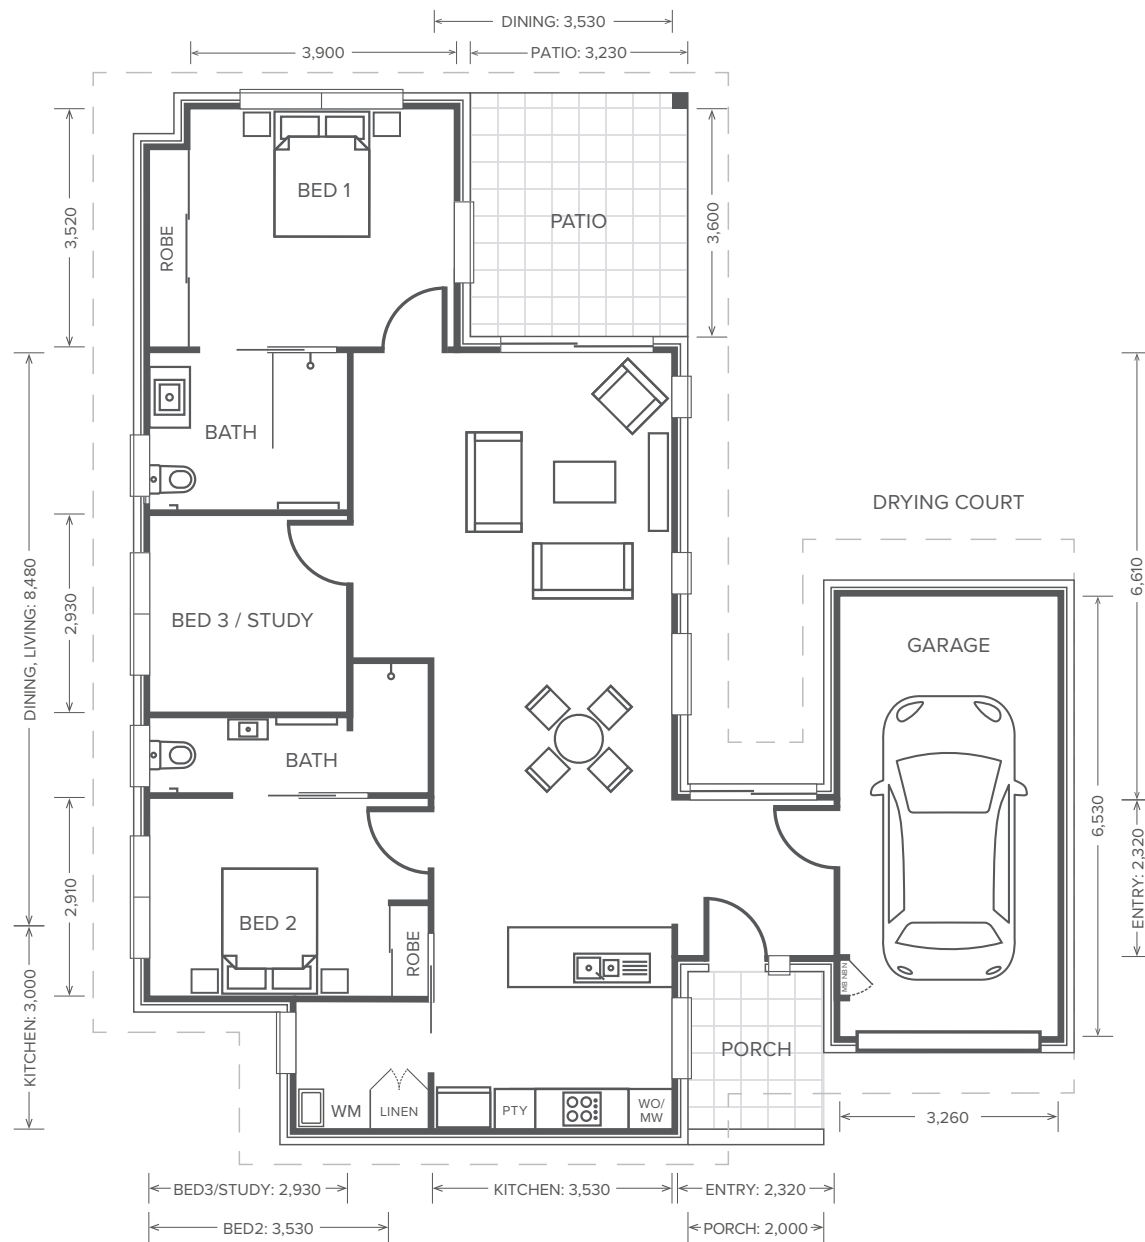 DINING: 3,530
3,900
PATIO: 3,230
BED 1
PATIO
ROBE
3,520
3,600
BATH
DRYING COURT
DINING, LIVING: 8,480
2,930
BED 3 / STUDY
6,610
GARAGE
BATH
6,530
ENTRY: 2,320
2,910
BED 2
ROBE
MB NBN
KITCHEN: 3,000
PORCH
WM
LINEN
PTY
WO/
MW
3,260
BED3/STUDY: 2,930
KITCHEN: 3,530
ENTRY: 2,320
BED2: 3,530
PORCH: 2,000